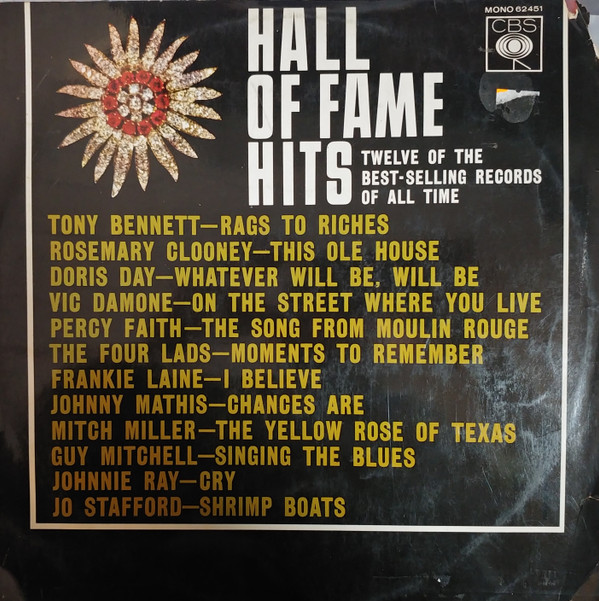 MONO 62451
CBS
HALL
OF FAME
HITS
TWELVE OF THE
BEST-SELLING RECORDS
OF ALL TIME
TONY BENNETT—RAGS TO RICHES
ROSEMARY CLOONEY—THIS OLE HOUSE
DORIS DAY—WHATEVER WILL BE, WILL BE
VIC DAMONE—ON THE STREET WHERE YOU LIVE
PERCY FAITH—THE SONG FROM MOULIN ROUGE
THE FOUR LADS—MOMENTS TO REMEMBER
FRANKIE LAINE—I BELIEVE
JOHNNY MATHIS—CHANCES ARE
MITCH MILLER—THE YELLOW ROSE OF TEXAS
GUY MITCHELL—SINGING THE BLUES
JOHNNIE RAY—CRY
JO STAFFORD—SHRIMP BOATS